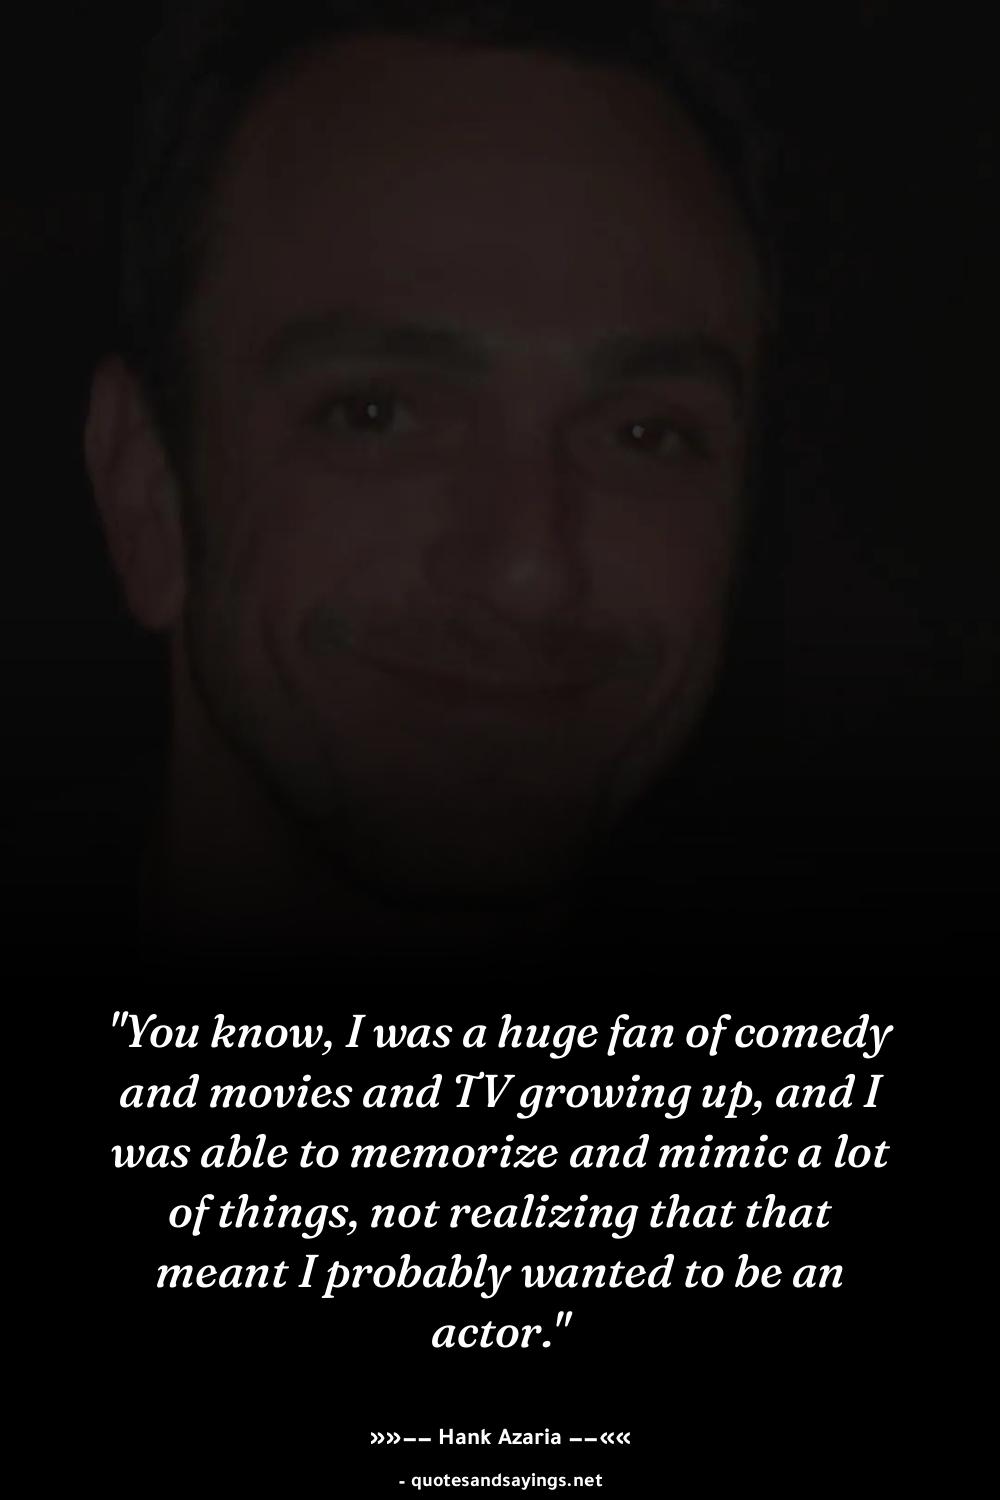 "You know, I was a huge fan of comedy
and movies and TV growing up, and I
was able to memorize and mimic a lot
of things, not realizing that that
meant I probably wanted to be an
actor."
»»−− Hank Azaria −−««
- quotesandsayings.net